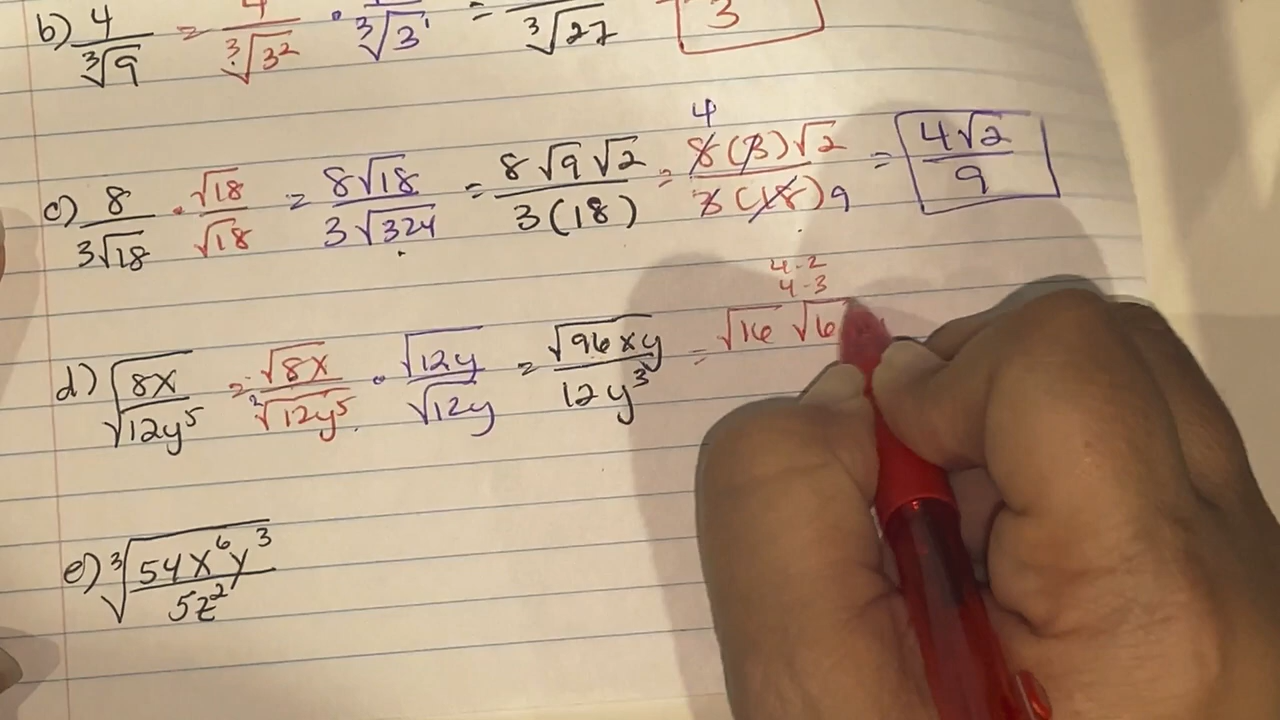 b) 4/∛9 = 4/∛3² · /∛3¹ = /∛27 3
c) 8/3√18 · √18/√18 = 8√18/3√324 = 8√9√2/3(18) = 8(3)√2/3(18) 4 9 = 4√2/9
4·2
4·3
d) √8x/√12y⁵ = √8x/²√12y⁵ · √12y/√12y = √96xy/12y³ = √16 √6
e) ∛54x⁶y³/5z²